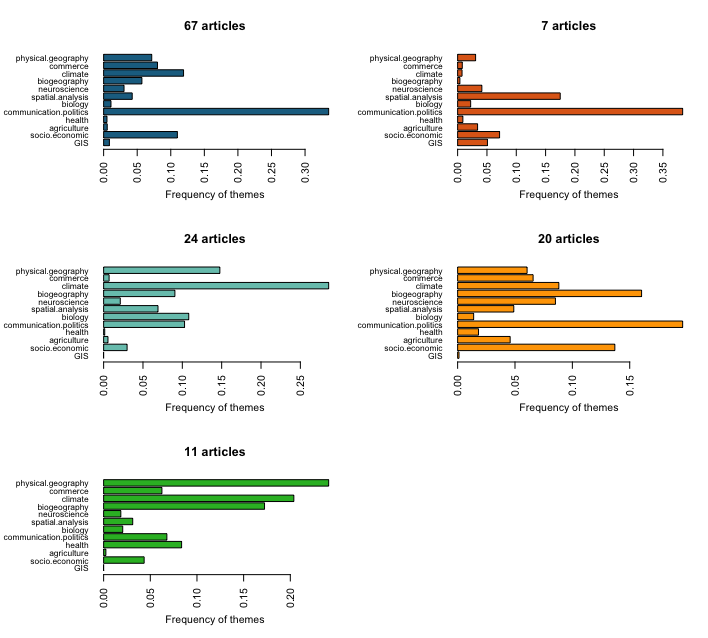 67 articles
physical.geography
commerce
climate
biogeography
neuroscience
spatial.analysis
biology
communication.politics
health
agriculture
socio.economic
GIS
0.00 0.05 0.10 0.15 0.20 0.25 0.30
Frequency of themes
7 articles
physical.geography
commerce
climate
biogeography
neuroscience
spatial.analysis
biology
communication.politics
health
agriculture
socio.economic
GIS
0.00 0.05 0.10 0.15 0.20 0.25 0.30 0.35
Frequency of themes
24 articles
physical.geography
commerce
climate
biogeography
neuroscience
spatial.analysis
biology
communication.politics
health
agriculture
socio.economic
GIS
0.00 0.05 0.10 0.15 0.20 0.25
Frequency of themes
20 articles
physical.geography
commerce
climate
biogeography
neuroscience
spatial.analysis
biology
communication.politics
health
agriculture
socio.economic
GIS
0.00 0.05 0.10 0.15
Frequency of themes
11 articles
physical.geography
commerce
climate
biogeography
neuroscience
spatial.analysis
biology
communication.politics
health
agriculture
socio.economic
GIS
0.00 0.05 0.10 0.15 0.20
Frequency of themes